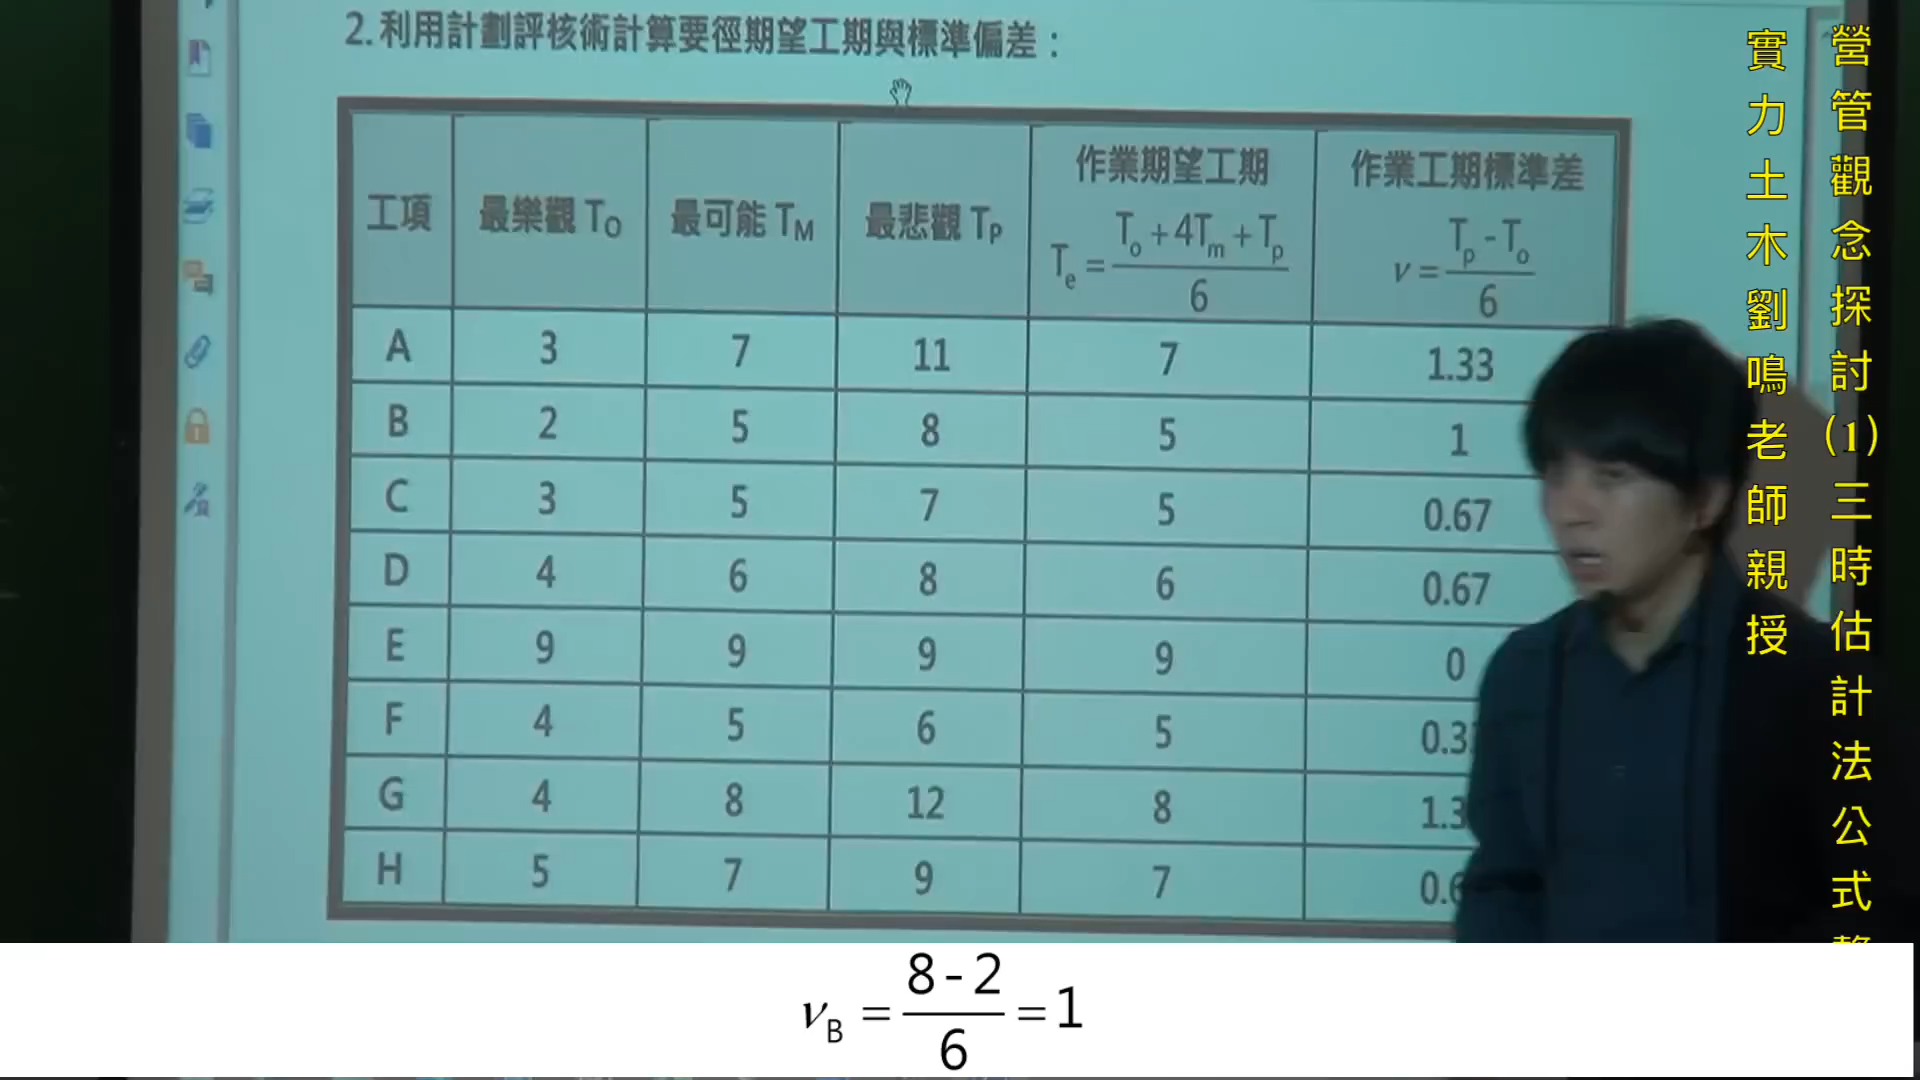 2. 利用計劃評核術計算要徑期望工期與標準偏差：
工項 最樂觀 TO 最可能 TM 最悲觀 TP 作業期望工期 Te = (To + 4Tm + Tp) / 6 作業工期標準差 ν = (Tp - To) / 6
A 3 7 11 7 1.33
B 2 5 8 5 1
C 3 5 7 5 0.67
D 4 6 8 6 0.67
E 9 9 9 9 0
F 4 5 6 5 0.3
G 4 8 12 8 1.3
H 5 7 9 7 0.6
νB = (8 - 2) / 6 = 1
營管觀念探討(1)三時估計法公式
實力土木劉鳴老師親授